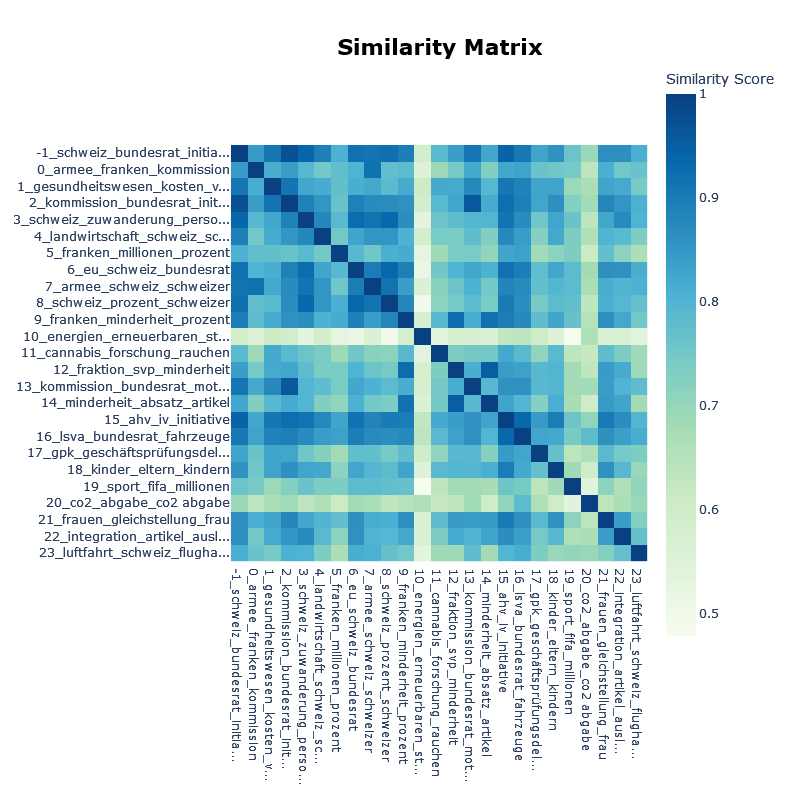 Similarity Matrix
Similarity Score
1
0.9
0.8
0.7
0.6
0.5
-1_schweiz_bundesrat_initia...
0_armee_franken_kommission
1_gesundheitswesen_kosten_v...
2_kommission_bundesrat_init...
3_schweiz_zuwanderung_perso...
4_landwirtschaft_schweiz_sc...
5_franken_millionen_prozent
6_eu_schweiz_bundesrat
7_armee_schweiz_schweizer
8_schweiz_prozent_schweizer
9_franken_minderheit_prozent
10_energien_erneuerbaren_st...
11_cannabis_forschung_rauchen
12_fraktion_svp_minderheit
13_kommission_bundesrat_mot...
14_minderheit_absatz_artikel
15_ahv_iv_initiative
16_lsva_bundesrat_fahrzeuge
17_gpk_geschäftsprüfungsdel...
18_kinder_eltern_kindern
19_sport_fifa_millionen
20_co2_abgabe_co2 abgabe
21_frauen_gleichstellung_frau
22_integration_artikel_ausl...
23_luftfahrt_schweiz_flugha...
-1_schweiz_bundesrat_initia...
0_armee_franken_kommission
1_gesundheitswesen_kosten_v...
2_kommission_bundesrat_init...
3_schweiz_zuwanderung_perso...
4_landwirtschaft_schweiz_sc...
5_franken_millionen_prozent
6_eu_schweiz_bundesrat
7_armee_schweiz_schweizer
8_schweiz_prozent_schweizer
9_franken_minderheit_prozent
10_energien_erneuerbaren_st...
11_cannabis_forschung_rauchen
12_fraktion_svp_minderheit
13_kommission_bundesrat_mot...
14_minderheit_absatz_artikel
15_ahv_iv_initiative
16_lsva_bundesrat_fahrzeuge
17_gpk_geschäftsprüfungsdel...
18_kinder_eltern_kindern
19_sport_fifa_millionen
20_co2_abgabe_co2 abgabe
21_frauen_gleichstellung_frau
22_integration_artikel_ausl...
23_luftfahrt_schweiz_flugha...